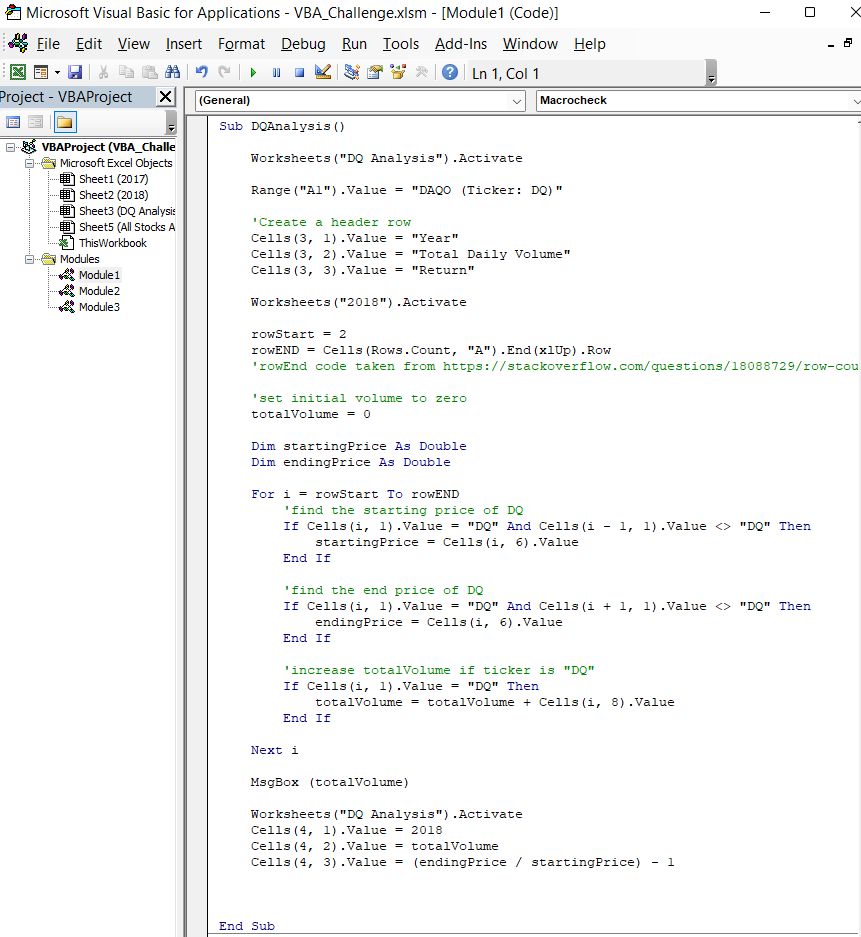 Microsoft Visual Basic for Applications - VBA_Challenge.xlsm - [Module1 (Code)]
File Edit View Insert Format Debug Run Tools Add-Ins Window Help
Ln 1, Col 1
Project - VBAProject
(General)
Macrocheck
VBAProject (VBA_Challe
Microsoft Excel Objects
Sheet1 (2017)
Sheet2 (2018)
Sheet3 (DQ Analysis
Sheet5 (All Stocks A
ThisWorkbook
Modules
Module1
Module2
Module3
Sub DQAnalysis()
Worksheets("DQ Analysis").Activate
Range("A1").Value = "DAQO (Ticker: DQ)"
'Create a header row
Cells(3, 1).Value = "Year"
Cells(3, 2).Value = "Total Daily Volume"
Cells(3, 3).Value = "Return"
Worksheets("2018").Activate
rowStart = 2
rowEND = Cells(Rows.Count, "A").End(xlUp).Row
'rowEnd code taken from https://stackoverflow.com/questions/18088729/row-cou
'set initial volume to zero
totalVolume = 0
Dim startingPrice As Double
Dim endingPrice As Double
For i = rowStart To rowEND
'find the starting price of DQ
If Cells(i, 1).Value = "DQ" And Cells(i - 1, 1).Value <> "DQ" Then
startingPrice = Cells(i, 6).Value
End If
'find the end price of DQ
If Cells(i, 1).Value = "DQ" And Cells(i + 1, 1).Value <> "DQ" Then
endingPrice = Cells(i, 6).Value
End If
'increase totalVolume if ticker is "DQ"
If Cells(i, 1).Value = "DQ" Then
totalVolume = totalVolume + Cells(i, 8).Value
End If
Next i
MsgBox (totalVolume)
Worksheets("DQ Analysis").Activate
Cells(4, 1).Value = 2018
Cells(4, 2).Value = totalVolume
Cells(4, 3).Value = (endingPrice / startingPrice) - 1
End Sub